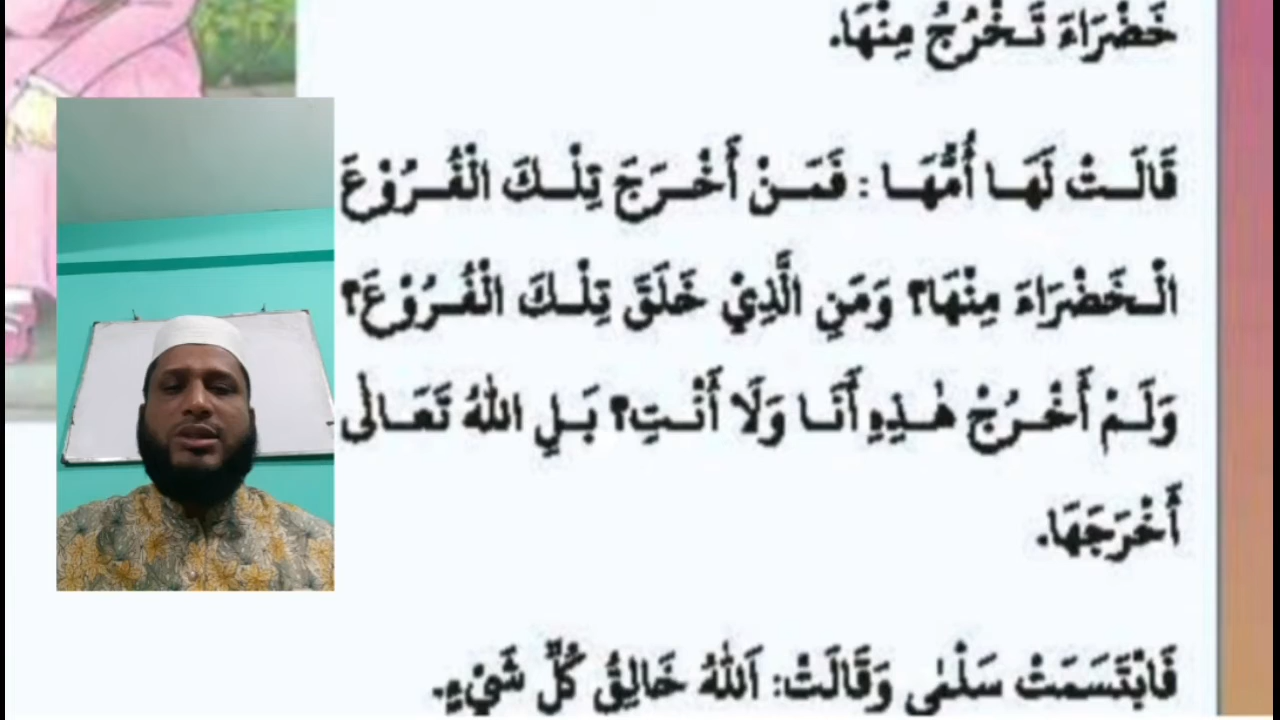 خَضْرَاءَ تَخْرُجُ مِنْهَا.
قَالَتْ لَهَا أُمُّهَا : فَمَنْ أَخْرَجَ تِلْكَ الْفُرُوْعَ
الْخَضْرَاءَ مِنْهَا؟ وَمَنِ الَّذِيْ خَلَقَ تِلْكَ الْفُرُوْعَ؟
وَلَمْ أَخْرُجْ هٰذِهِ أَنَا وَلَا أَنْتِ؟ بَلِ اللهُ تَعَالٰى
أَخْرَجَهَا.
فَابْتَسَمَتْ سَلْمٰى وَقَالَتْ: اَللهُ خَالِقُ كُلِّ شَيْءٍ.